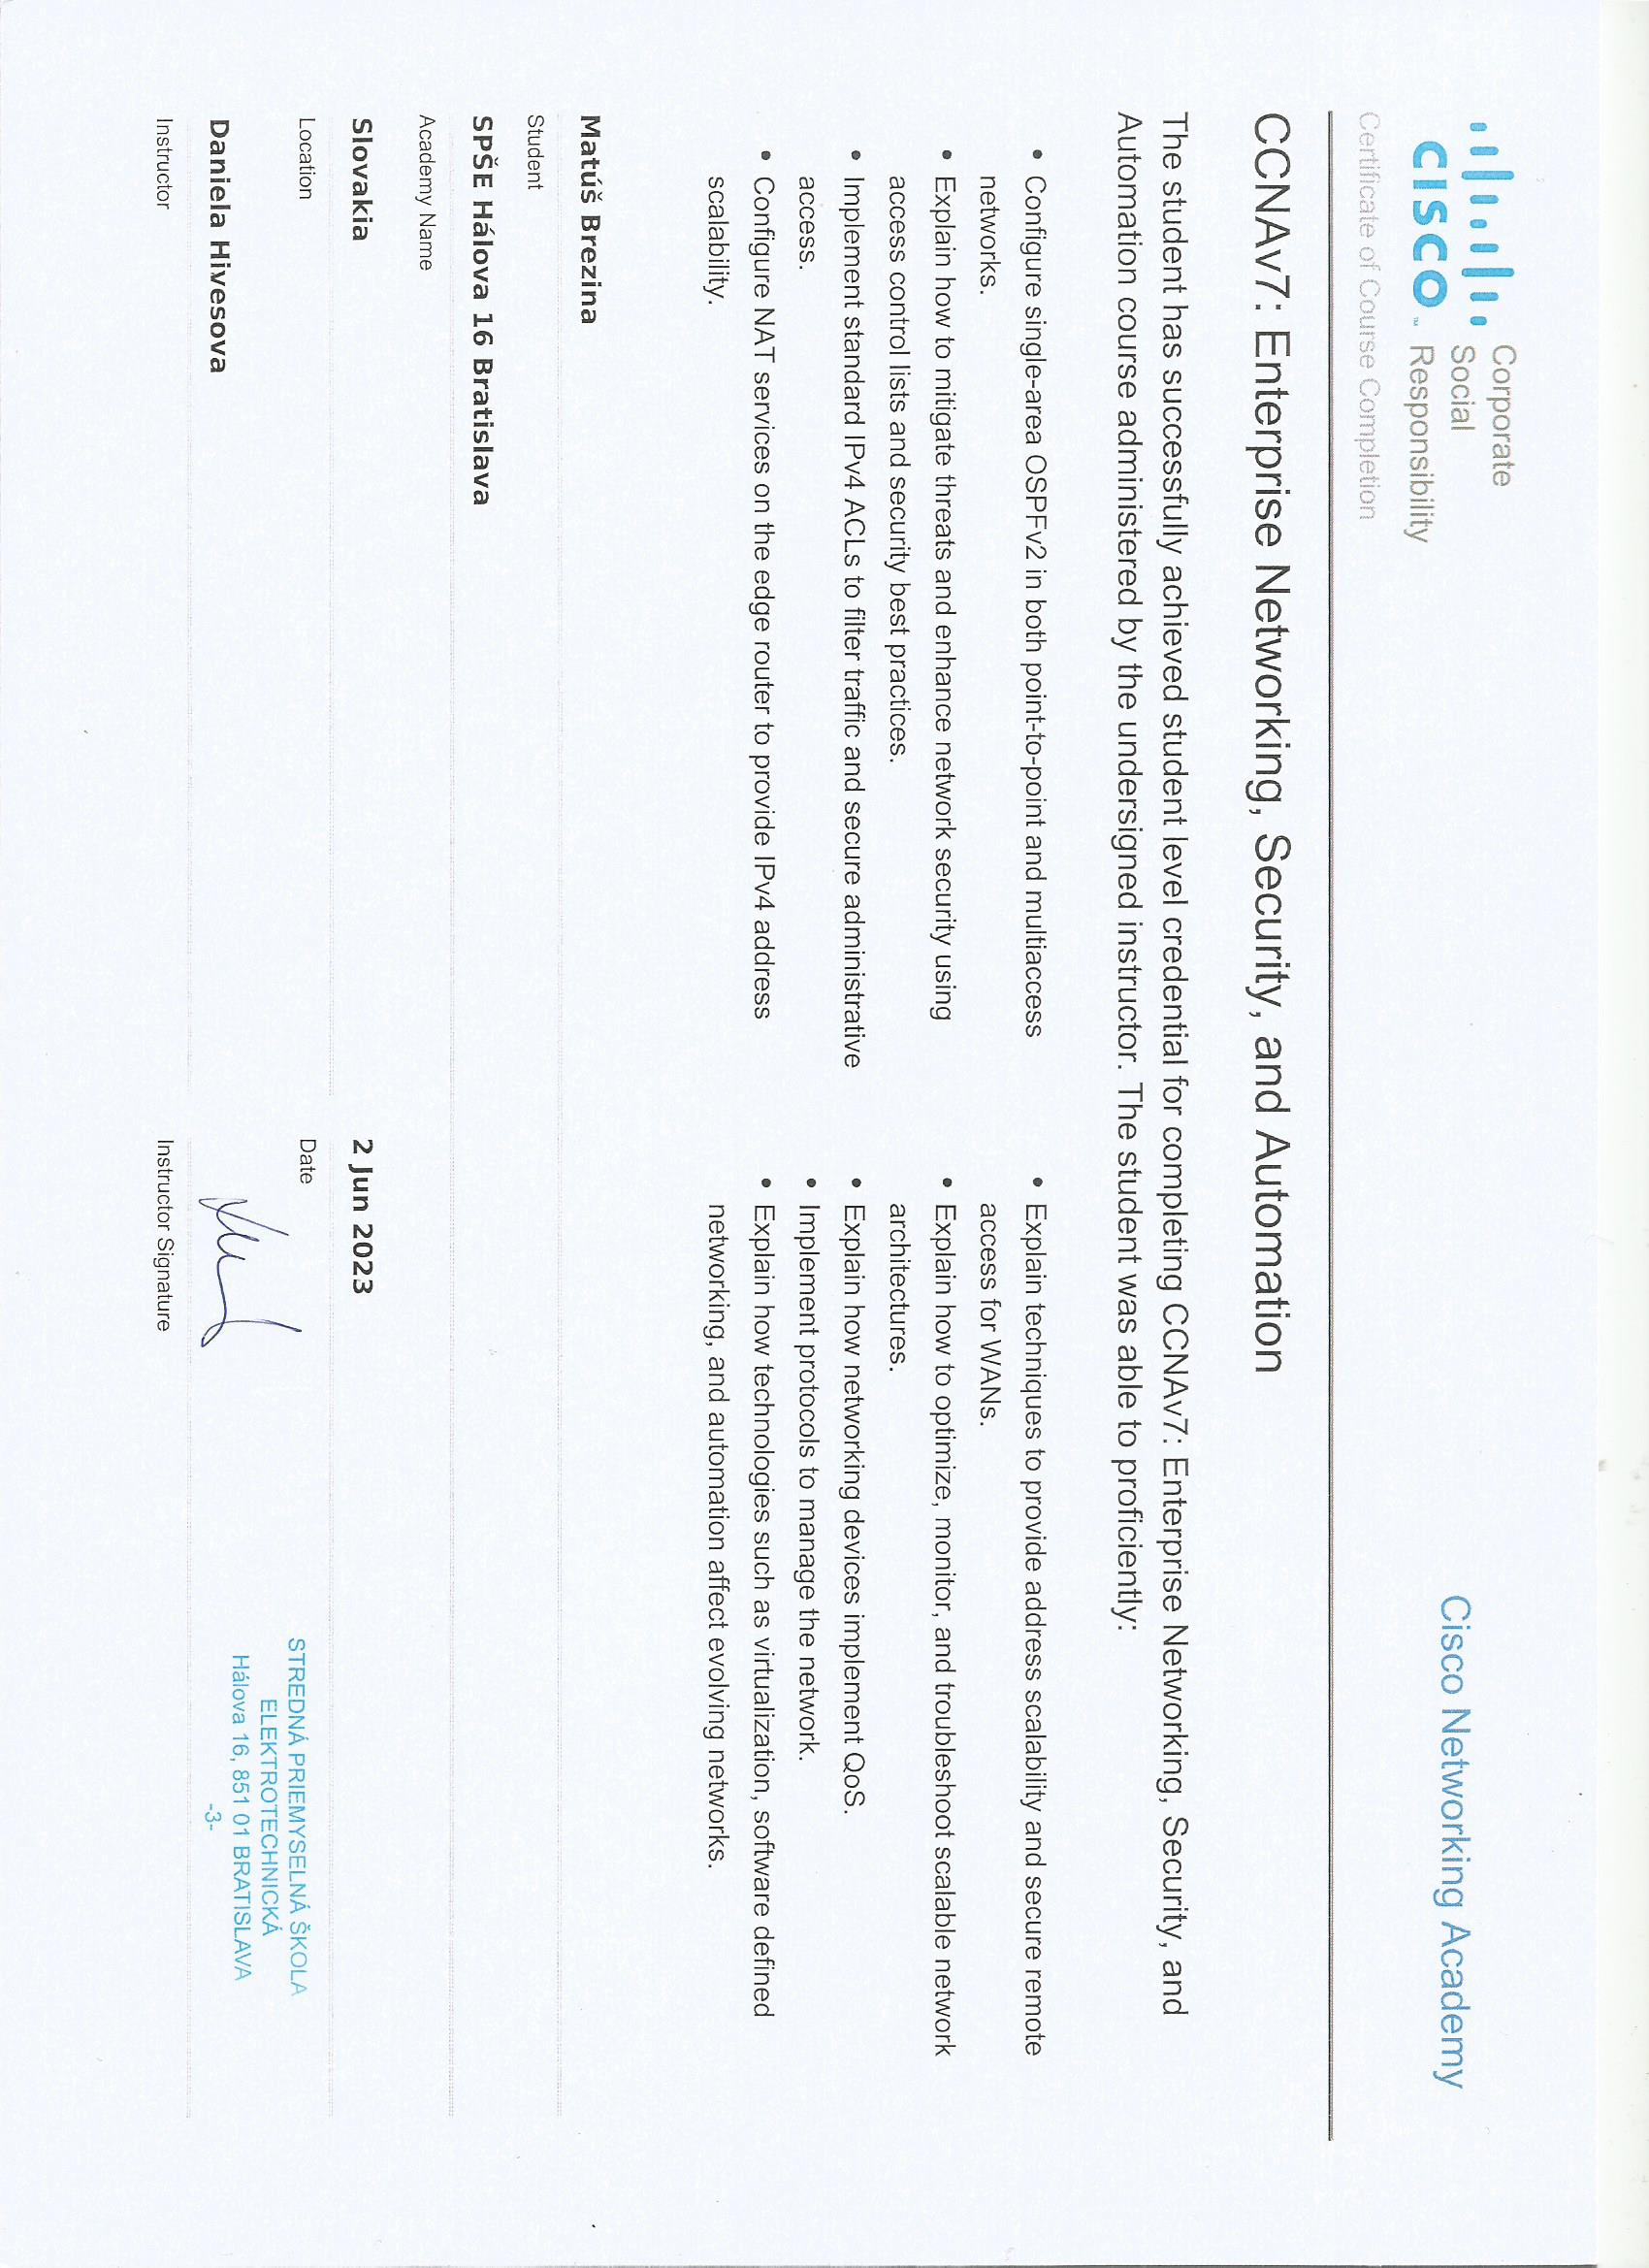 CISCO™
Corporate
Social
Responsibility
Cisco Networking Academy
Certificate of Course Completion
CCNAv7: Enterprise Networking, Security, and Automation
The student has successfully achieved student level credential for completing CCNAv7: Enterprise Networking, Security, and
Automation course administered by the undersigned instructor. The student was able to proficiently:
• Configure single-area OSPFv2 in both point-to-point and multiaccess
networks.
• Explain how to mitigate threats and enhance network security using
access control lists and security best practices.
• Implement standard IPv4 ACLs to filter traffic and secure administrative
access.
• Configure NAT services on the edge router to provide IPv4 address
scalability.
• Explain techniques to provide address scalability and secure remote
access for WANs.
• Explain how to optimize, monitor, and troubleshoot scalable network
architectures.
• Explain how networking devices implement QoS.
• Implement protocols to manage the network.
• Explain how technologies such as virtualization, software defined
networking, and automation affect evolving networks.
Matúš Brezina
Student
SPŠE Hálova 16 Bratislava
Academy Name
Slovakia
Location
2 Jun 2023
Date
Daniela Hivesova
Instructor
Instructor Signature
STREDNÁ PRIEMYSELNÁ ŠKOLA
ELEKTROTECHNICKÁ
Hálova 16, 851 01 BRATISLAVA
-3-